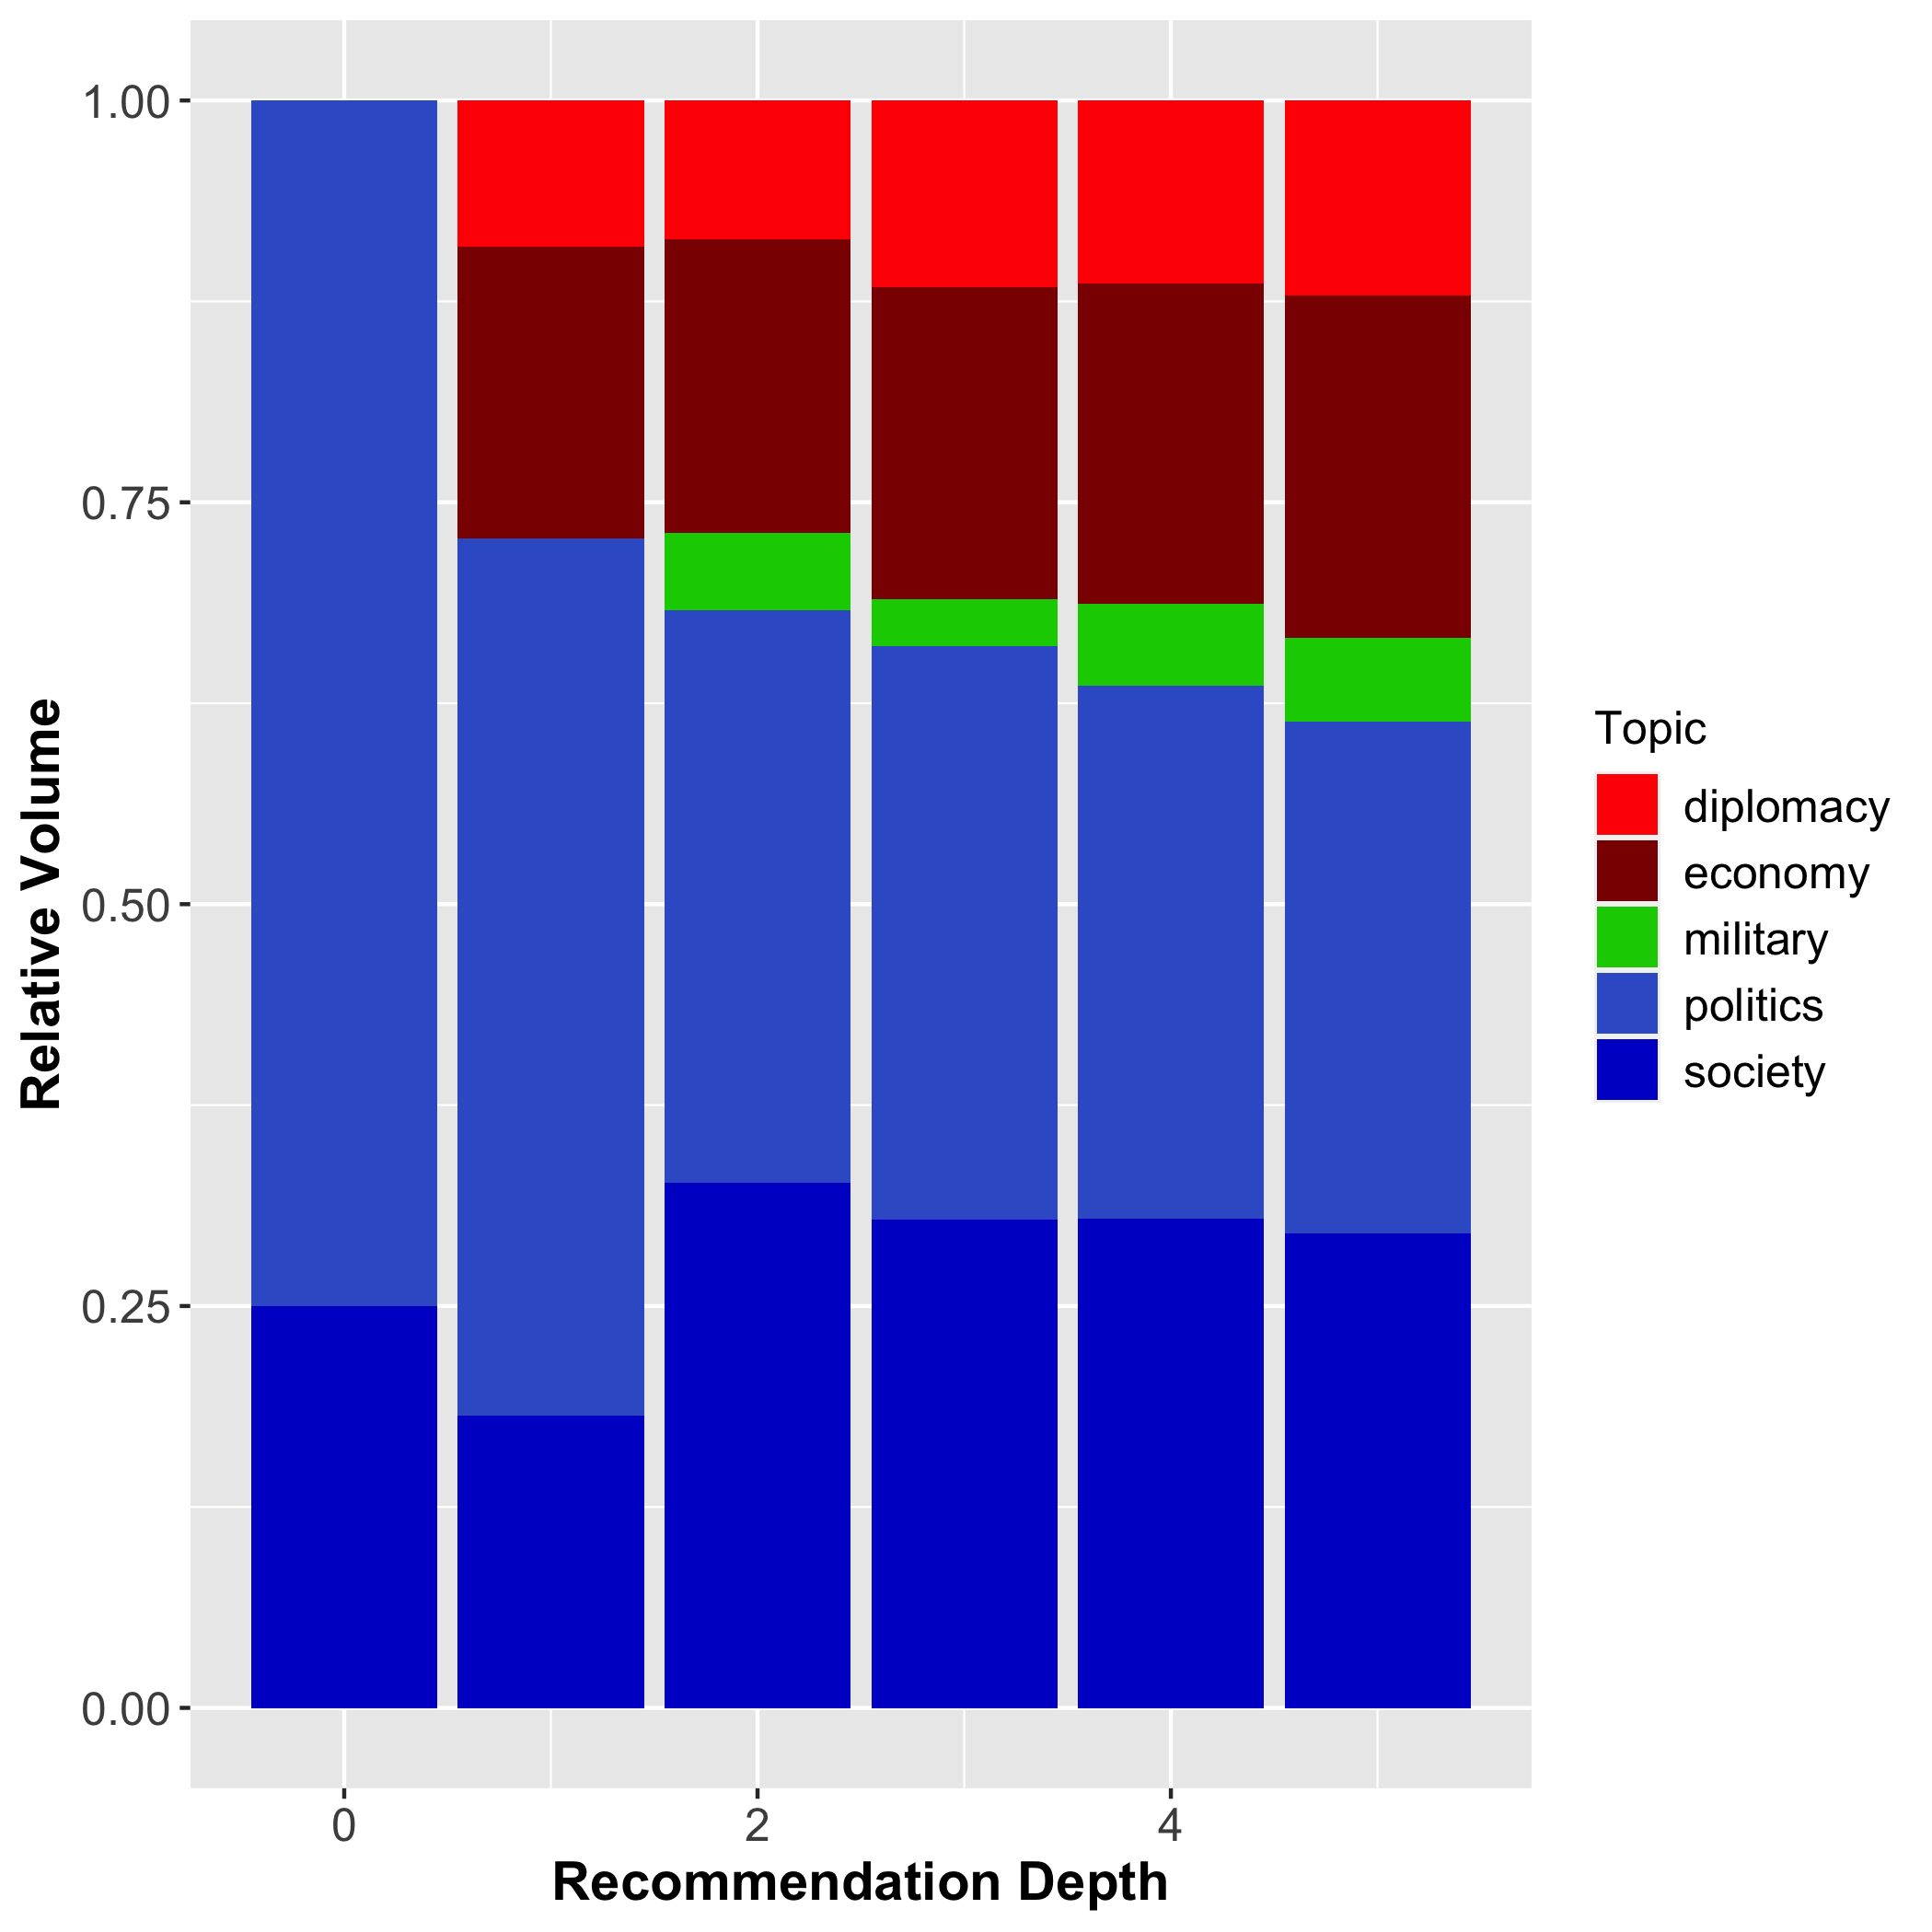 1.00
0.75
0.50
0.25
0.00
Relative Volume
0
2
4
Recommendation Depth
Topic
diplomacy
economy
military
politics
society